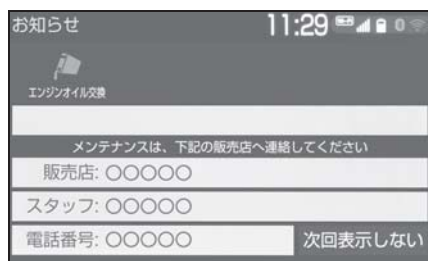 お知らせ 11:29
エンジンオイル交換
メンテナンスは、下記の販売店へ連絡してください
販売店: ○○○○○
スタッフ: ○○○○○
電話番号: ○○○○○ 次回表示しない